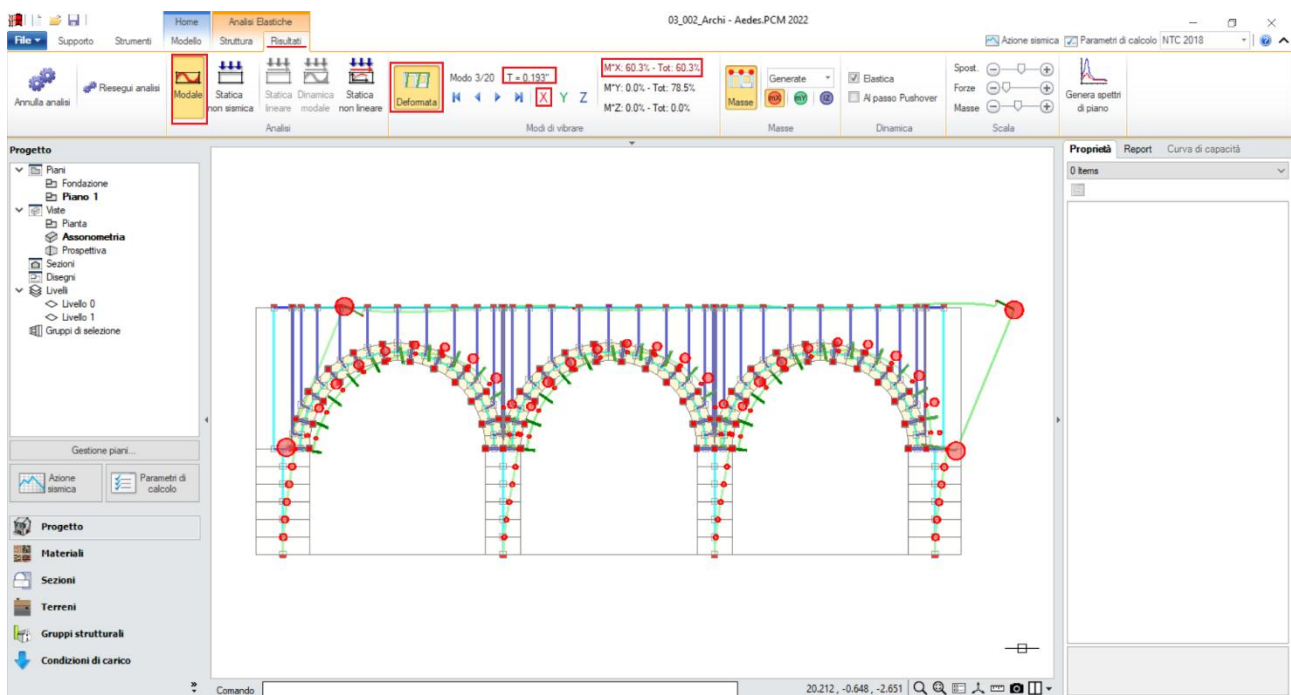 03_002_Archi - Aedes.PCM 2022
Home
Analisi Elastiche
File
Supporto
Strumenti
Modello
Struttura
Risultati
Azione sismica
Parametri di calcolo
NTC 2018
Annulla analisi
Riesegui analisi
Modale
Statica non sismica
Statica lineare
Dinamica modale
Statica non lineare
Analisi
Deformata
Modo 3/20
T = 0.193"
X Y Z
M*X: 60.3% - Tot: 60.3%
M*Y: 0.0% - Tot: 78.5%
M*Z: 0.0% - Tot: 0.0%
Modi di vibrare
Masse
Generate
mX
mY
IZ
Masse
Elastica
Al passo Pushover
Dinamica
Spost.
Forze
Masse
Scala
Genera spettri di piano
Progetto
Piani
Fondazione
Piano 1
Viste
Pianta
Assonometria
Prospettiva
Sezioni
Disegni
Livelli
Livello 0
Livello 1
Gruppi di selezione
Gestione piani...
Azione sismica
Parametri di calcolo
Progetto
Materiali
Sezioni
Terreni
Gruppi strutturali
Condizioni di carico
Proprietà
Report
Curva di capacità
0 Items
Comando
20.212 , -0.648 , -2.651